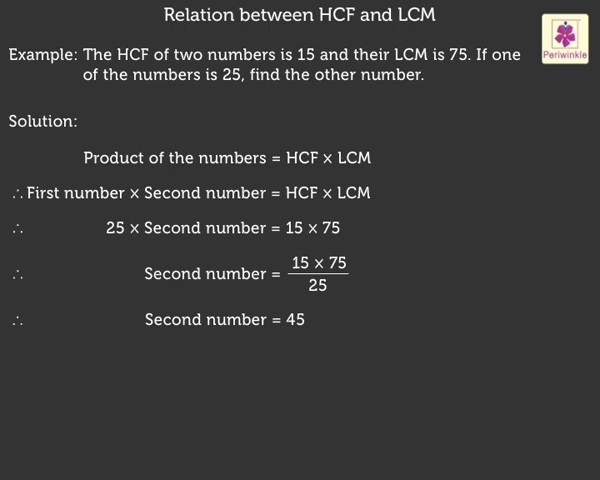 Relation between HCF and LCM
Periwinkle
Example: The HCF of two numbers is 15 and their LCM is 75. If one
of the numbers is 25, find the other number.
Solution:
Product of the numbers = HCF × LCM
∴ First number × Second number = HCF × LCM
∴ 25 × Second number = 15 × 75
∴ Second number = 15 × 75 / 25
∴ Second number = 45